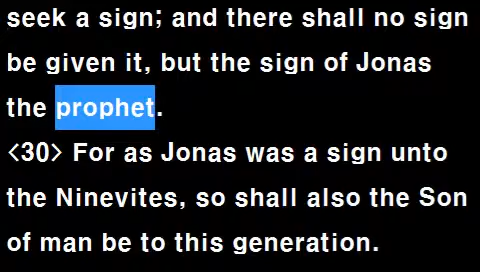 seek a sign; and there shall no sign
be given it, but the sign of Jonas
the prophet.
<30> For as Jonas was a sign unto
the Ninevites, so shall also the Son
of man be to this generation.